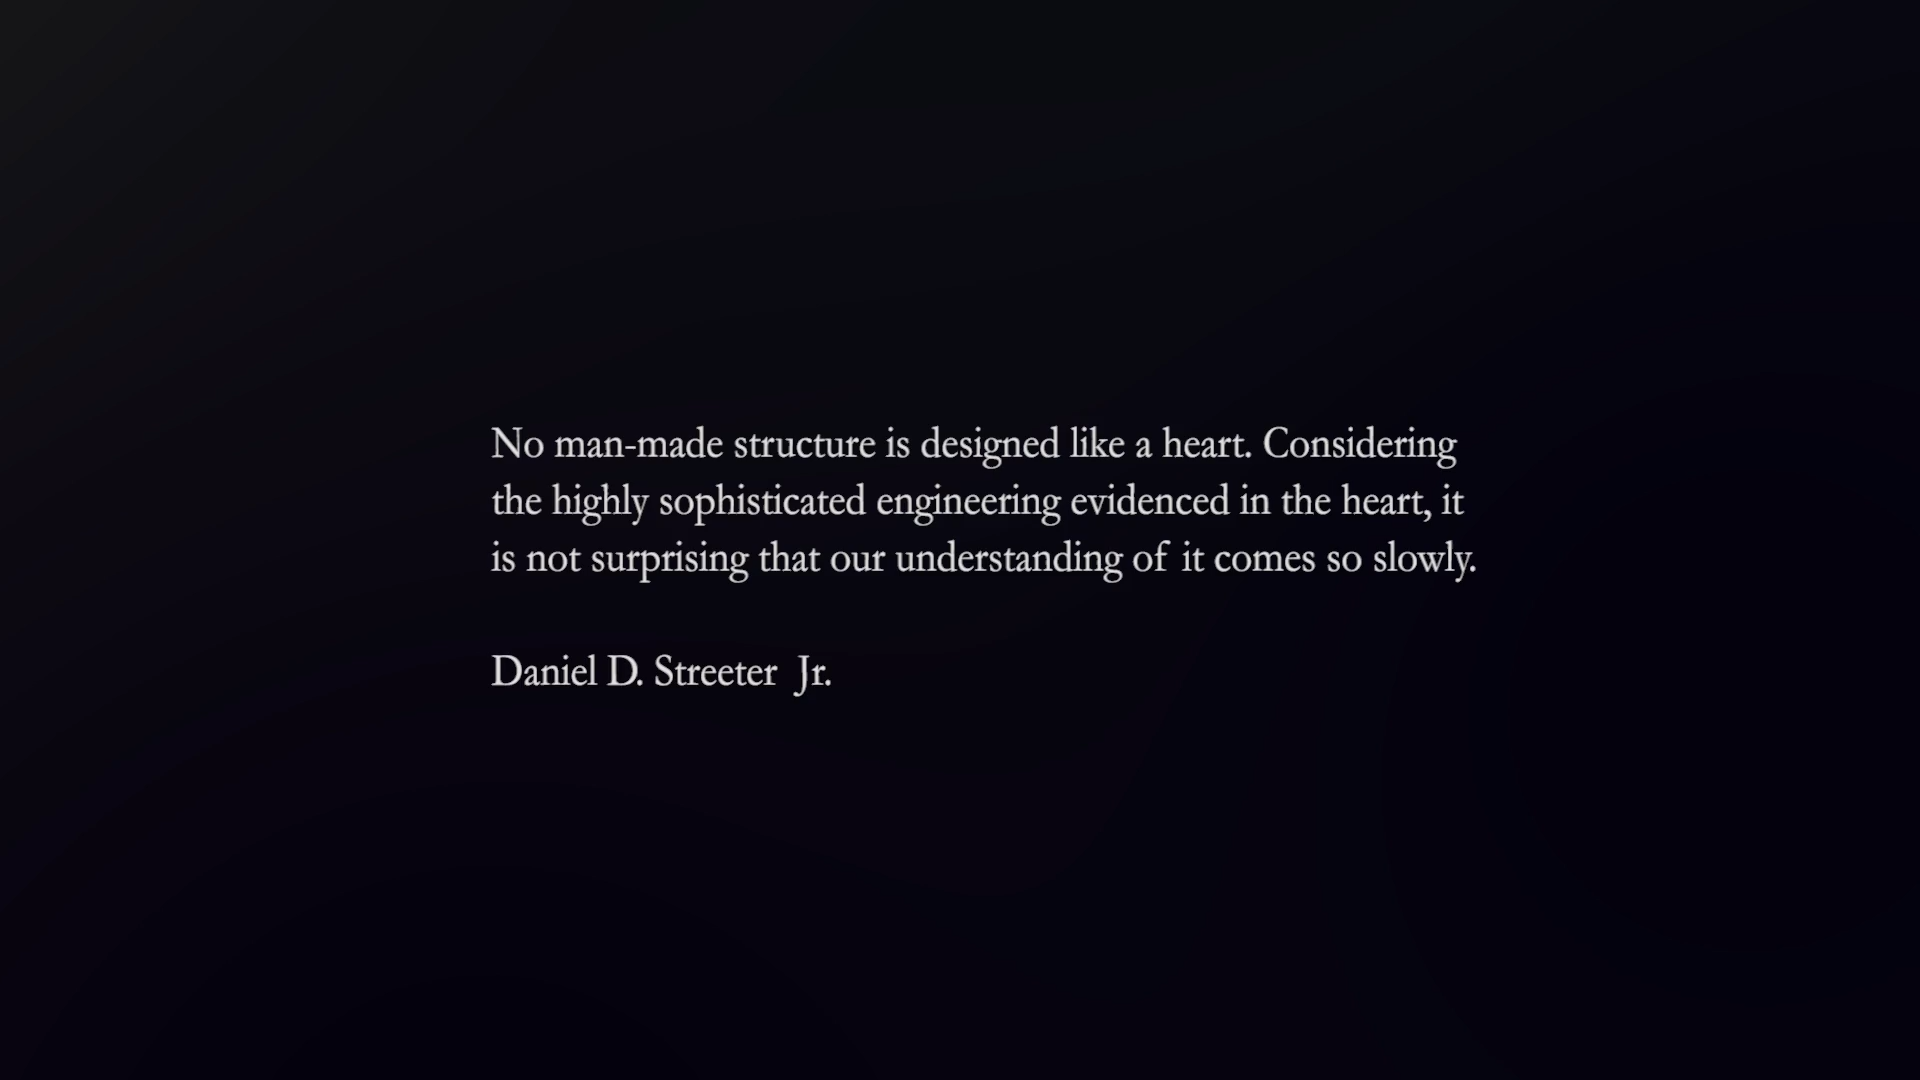 No man-made structure is designed like a heart. Considering
the highly sophisticated engineering evidenced in the heart, it
is not surprising that our understanding of it comes so slowly.
Daniel D. Streeter Jr.